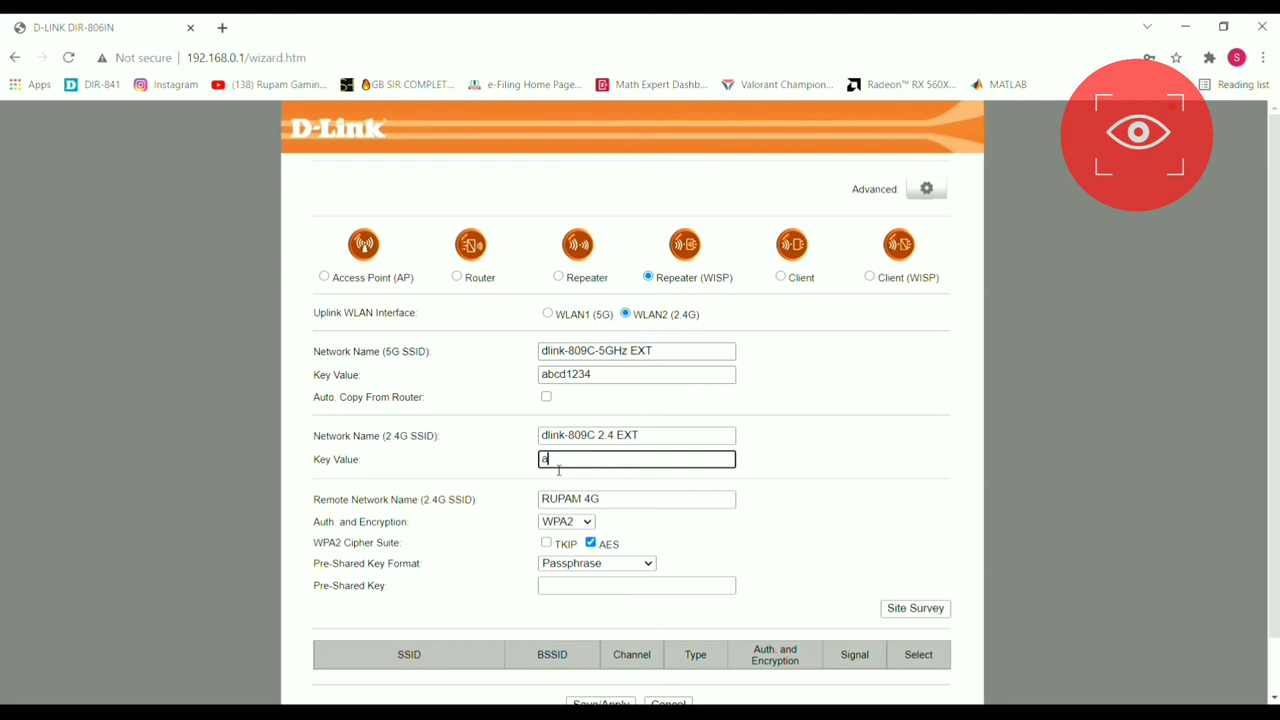 D-LINK DIR-806IN
Not secure | 192.168.0.1/wizard.htm
S
Apps DIR-841 Instagram (138) Rupam Gaming... GB SIR COMPLET... e-Filing Home Page... Math Expert Dashb... Valorant Champion... Radeon™ RX 560X... MATLAB Reading list
D-Link
Advanced
Access Point (AP) Router Repeater Repeater (WISP) Client Client (WISP)
Uplink WLAN Interface: WLAN1 (5G) WLAN2 (2.4G)
Network Name (5G SSID): dlink-809C-5GHz EXT
Key Value: abcd1234
Auto. Copy From Router:
Network Name (2.4G SSID): dlink-809C 2.4 EXT
Key Value: a
Remote Network Name (2.4G SSID): RUPAM 4G
Auth. and Encryption: WPA2
WPA2 Cipher Suite: TKIP AES
Pre-Shared Key Format: Passphrase
Pre-Shared Key:
Site Survey
SSID BSSID Channel Type Auth. and Encryption Signal Select
Save/Apply Cancel